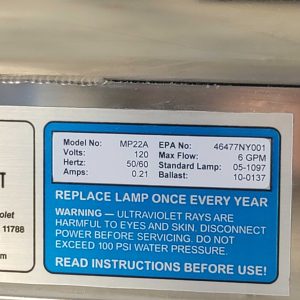 T
olet
11788
m
Model No: MP22A EPA No: 46477NY001
Volts: 120 Max Flow: 6 GPM
Hertz: 50/60 Standard Lamp: 05-1097
Amps: 0.21 Ballast: 10-0137
REPLACE LAMP ONCE EVERY YEAR
WARNING — ULTRAVIOLET RAYS ARE
HARMFUL TO EYES AND SKIN. DISCONNECT
POWER BEFORE SERVICING. DO NOT
EXCEED 100 PSI WATER PRESSURE.
READ INSTRUCTIONS BEFORE USE!